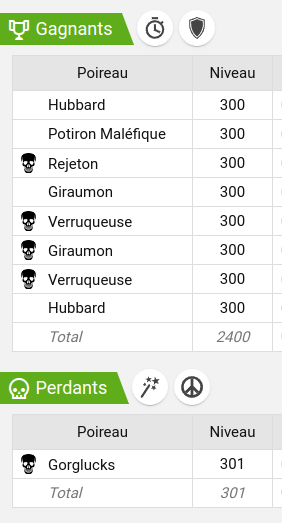 Gagnants
Poireau Niveau
Hubbard 300
Potiron Maléfique 300
Rejeton 300
Giraumon 300
Verruqueuse 300
Giraumon 300
Verruqueuse 300
Hubbard 300
Total 2400
Perdants
Poireau Niveau
Gorglucks 301
Total 301